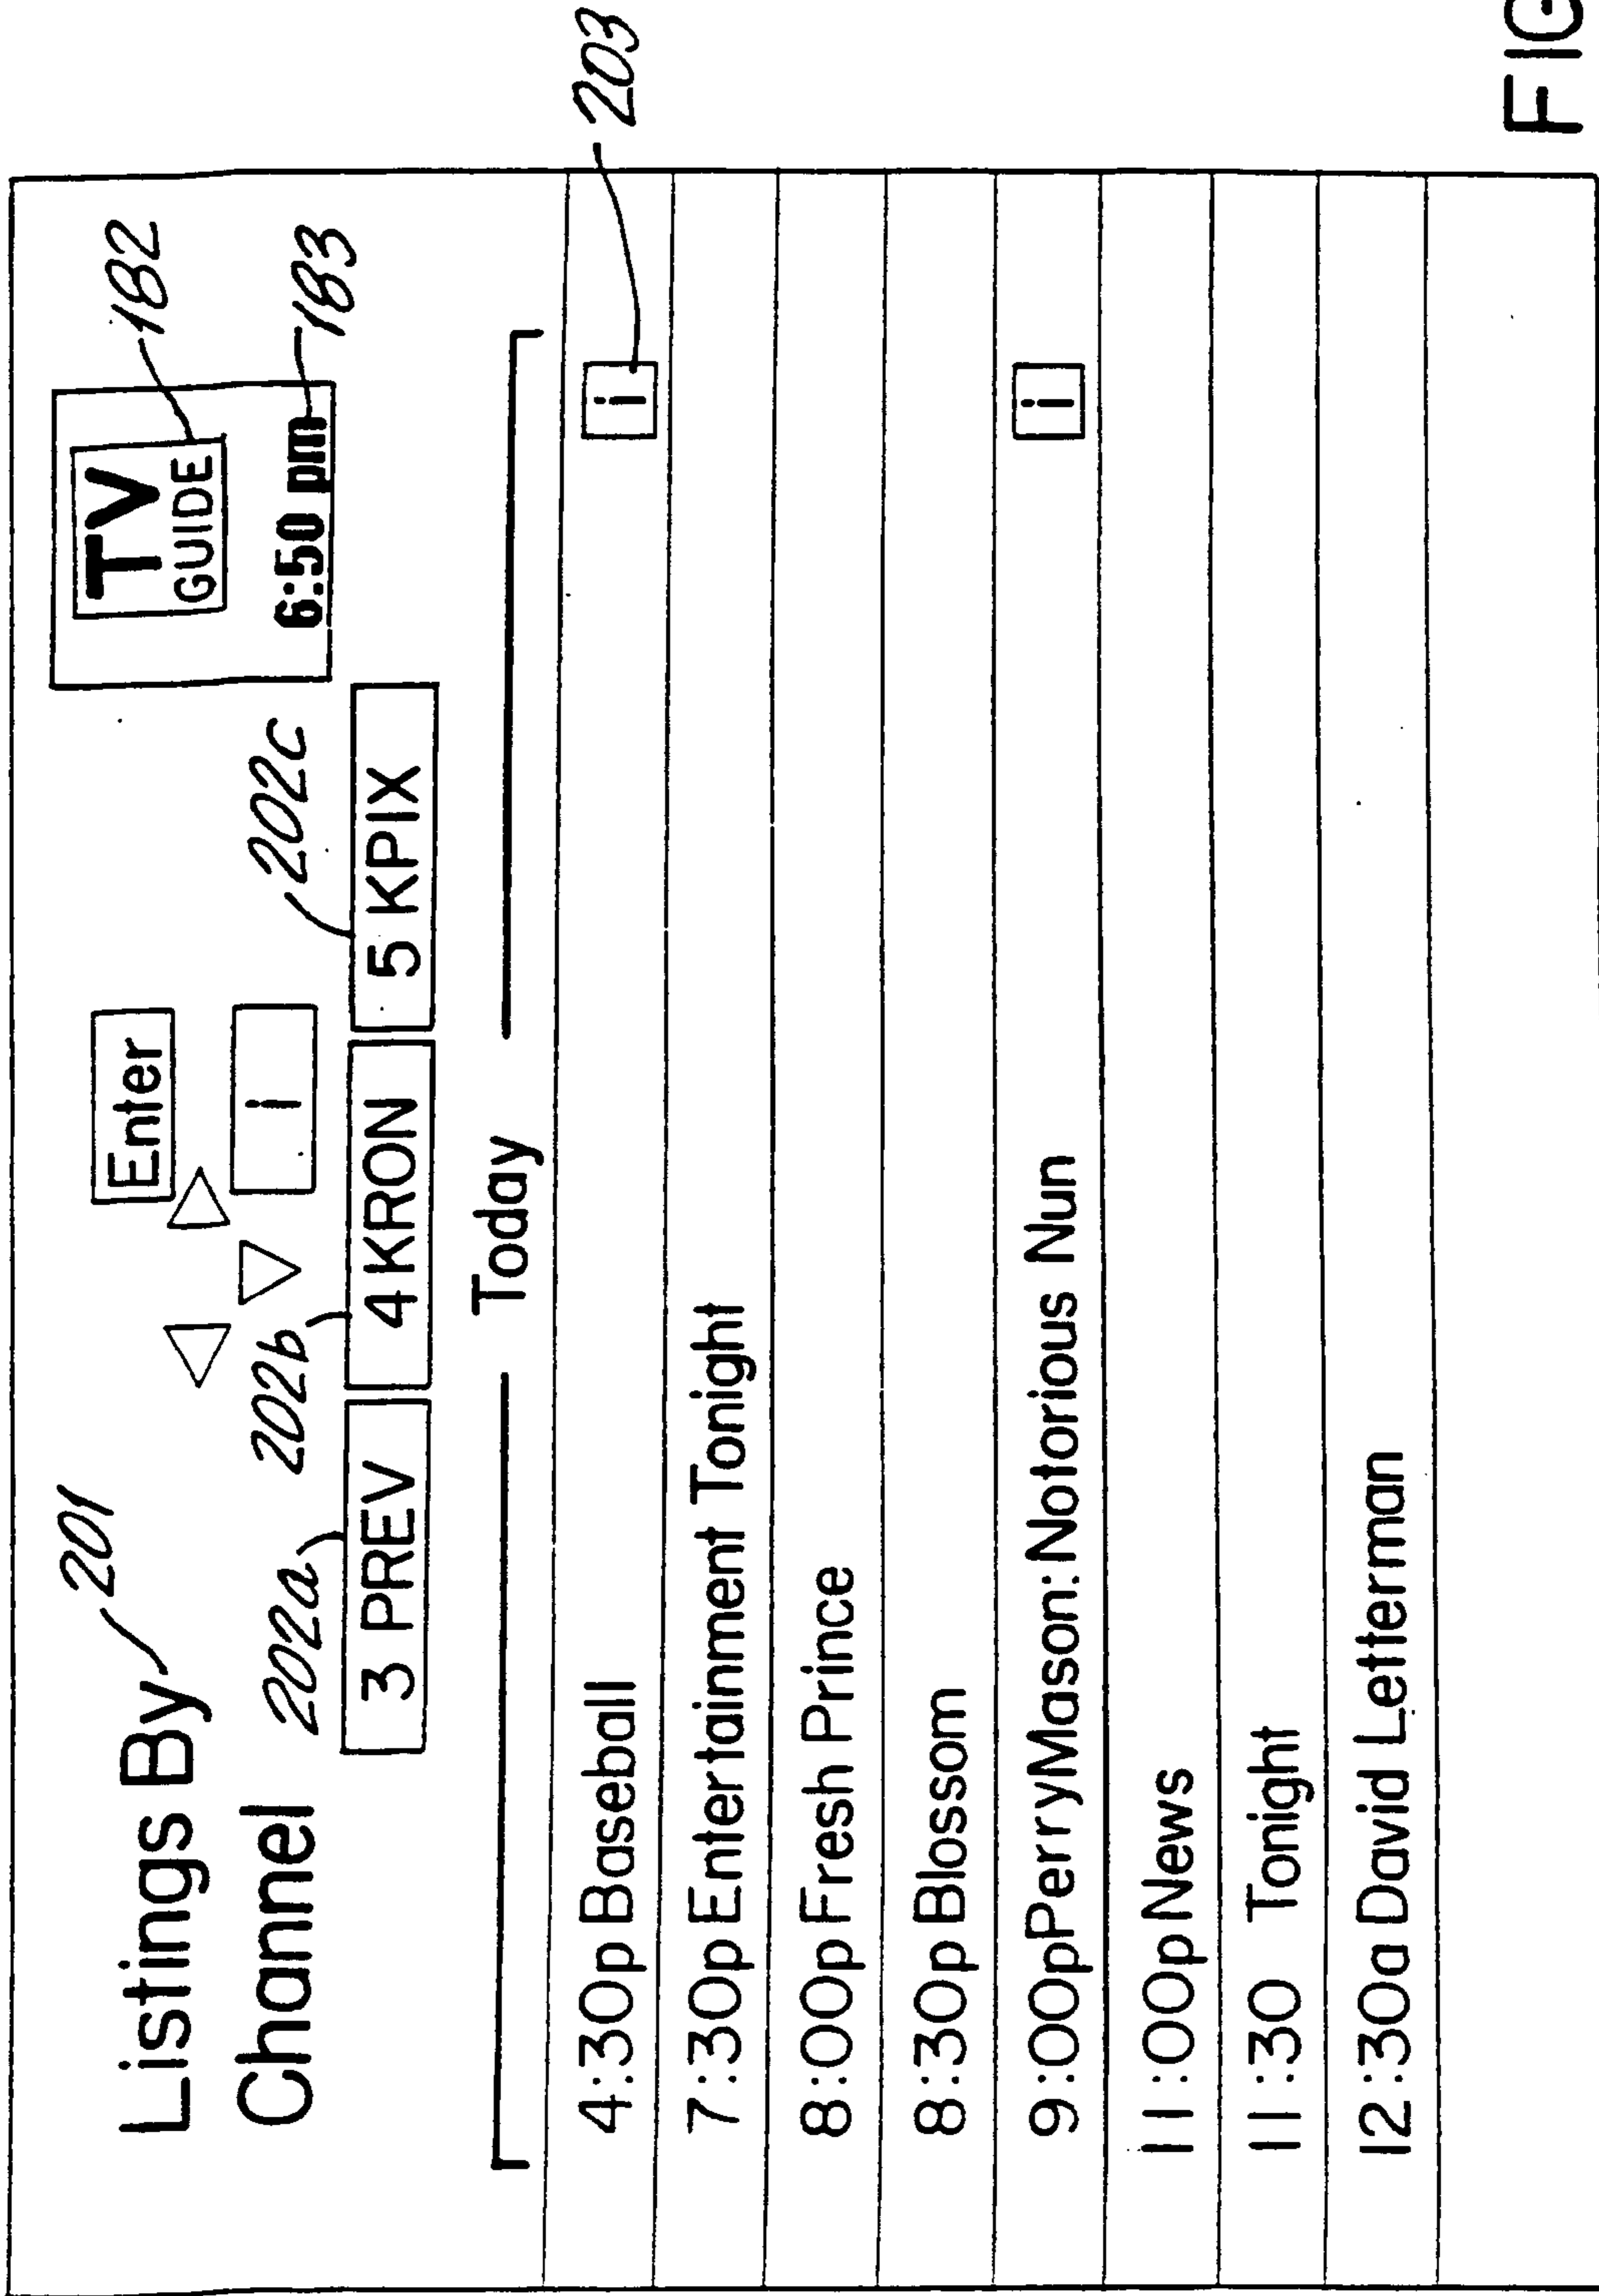 Listings By 201
Channel
Enter
i
TV 182
GUIDE
6:50 pm 183
202a 202b 202c
3 PREV 4 KRON 5 KPIX
Today
4:30p Baseball i 203
7:30p Entertainment Tonight
8:00p Fresh Prince
8:30p Blossom
9:00p Perry Mason: Notorious Nun i
11:00p News
11:30 Tonight
12:30a David Letterman
FIG